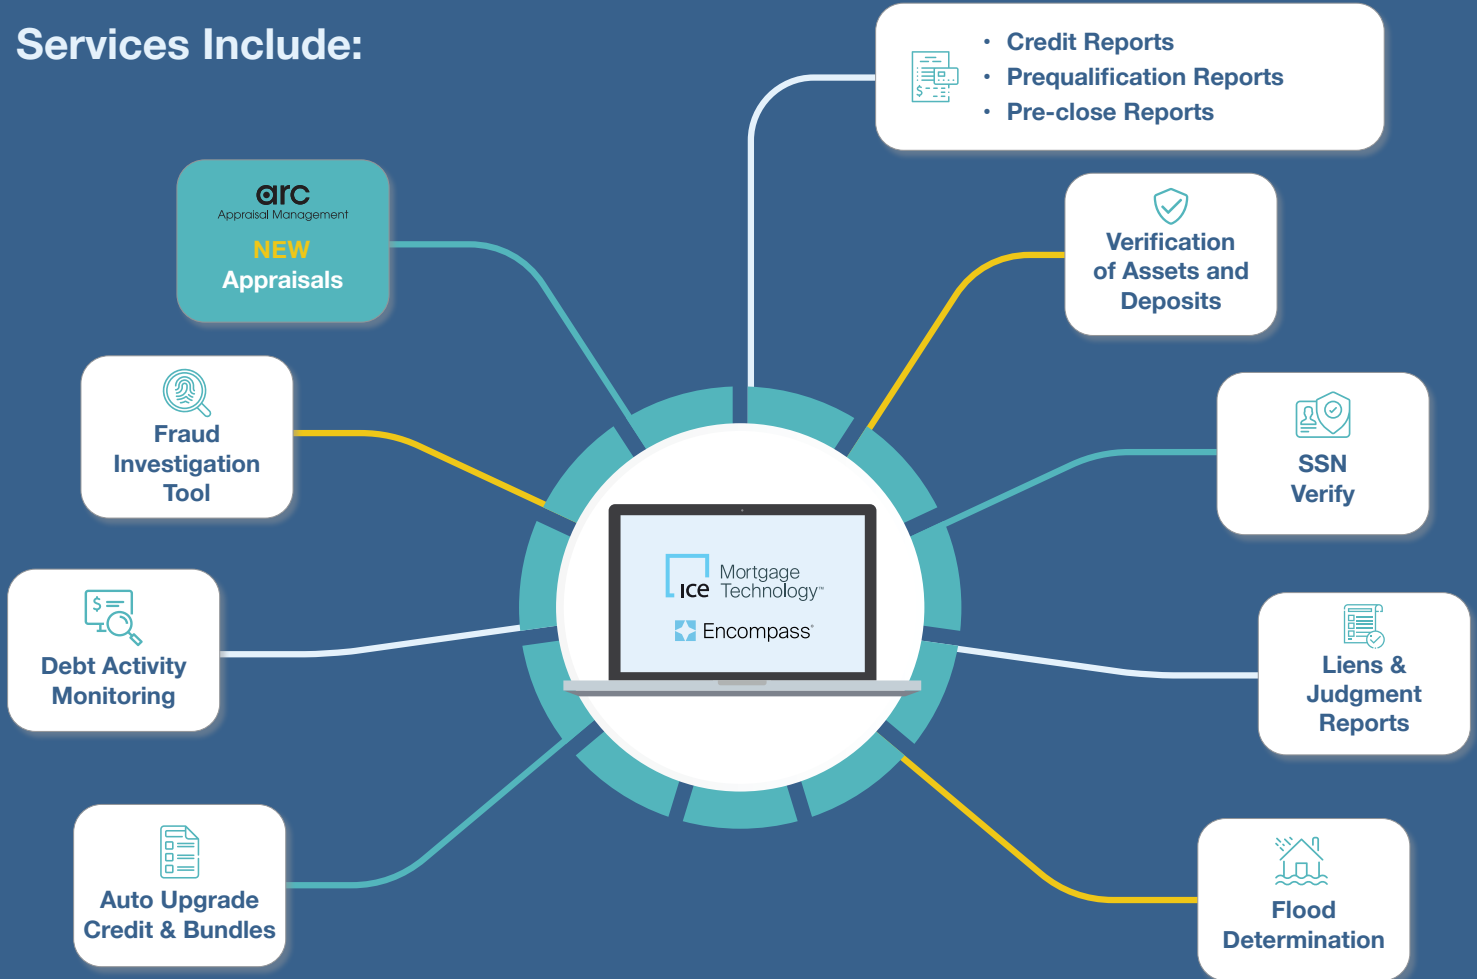 Services Include:
• Credit Reports
• Prequalification Reports
• Pre-close Reports
arc
Appraisal Management
NEW
Appraisals
Verification
of Assets and
Deposits
Fraud
Investigation
Tool
SSN
Verify
ice Mortgage
Technology™
Encompass®
Debt Activity
Monitoring
Liens &
Judgment
Reports
Auto Upgrade
Credit & Bundles
Flood
Determination